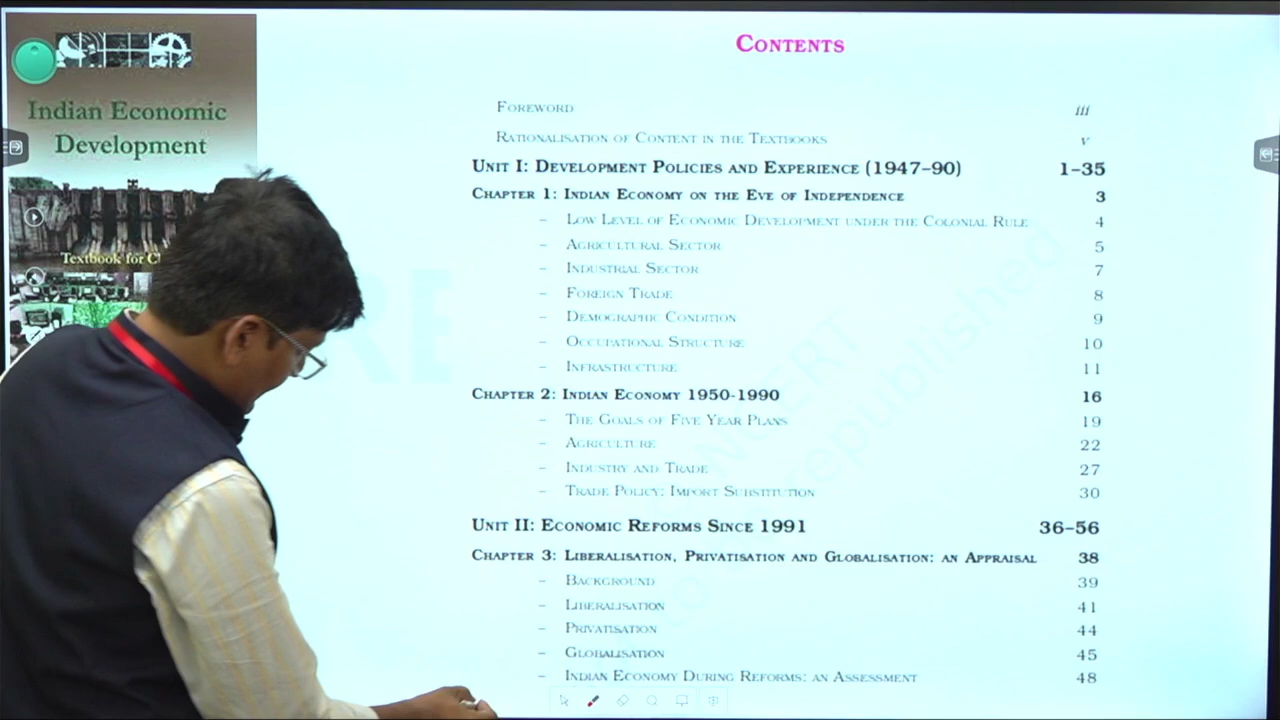 Indian Economic
Development
Textbook for Cl
CONTENTS
FOREWORD iii
RATIONALISATION OF CONTENT IN THE TEXTBOOKS v
UNIT I: DEVELOPMENT POLICIES AND EXPERIENCE (1947–90) 1–35
CHAPTER 1: INDIAN ECONOMY ON THE EVE OF INDEPENDENCE 3
– LOW LEVEL OF ECONOMIC DEVELOPMENT UNDER THE COLONIAL RULE 4
– AGRICULTURAL SECTOR 5
– INDUSTRIAL SECTOR 7
– FOREIGN TRADE 8
– DEMOGRAPHIC CONDITION 9
– OCCUPATIONAL STRUCTURE 10
– INFRASTRUCTURE 11
CHAPTER 2: INDIAN ECONOMY 1950-1990 16
– THE GOALS OF FIVE YEAR PLANS 19
– AGRICULTURE 22
– INDUSTRY AND TRADE 27
– TRADE POLICY: IMPORT SUBSTITUTION 30
UNIT II: ECONOMIC REFORMS SINCE 1991 36–56
CHAPTER 3: LIBERALISATION, PRIVATISATION AND GLOBALISATION: AN APPRAISAL 38
– BACKGROUND 39
– LIBERALISATION 41
– PRIVATISATION 44
– GLOBALISATION 45
– INDIAN ECONOMY DURING REFORMS: AN ASSESSMENT 48